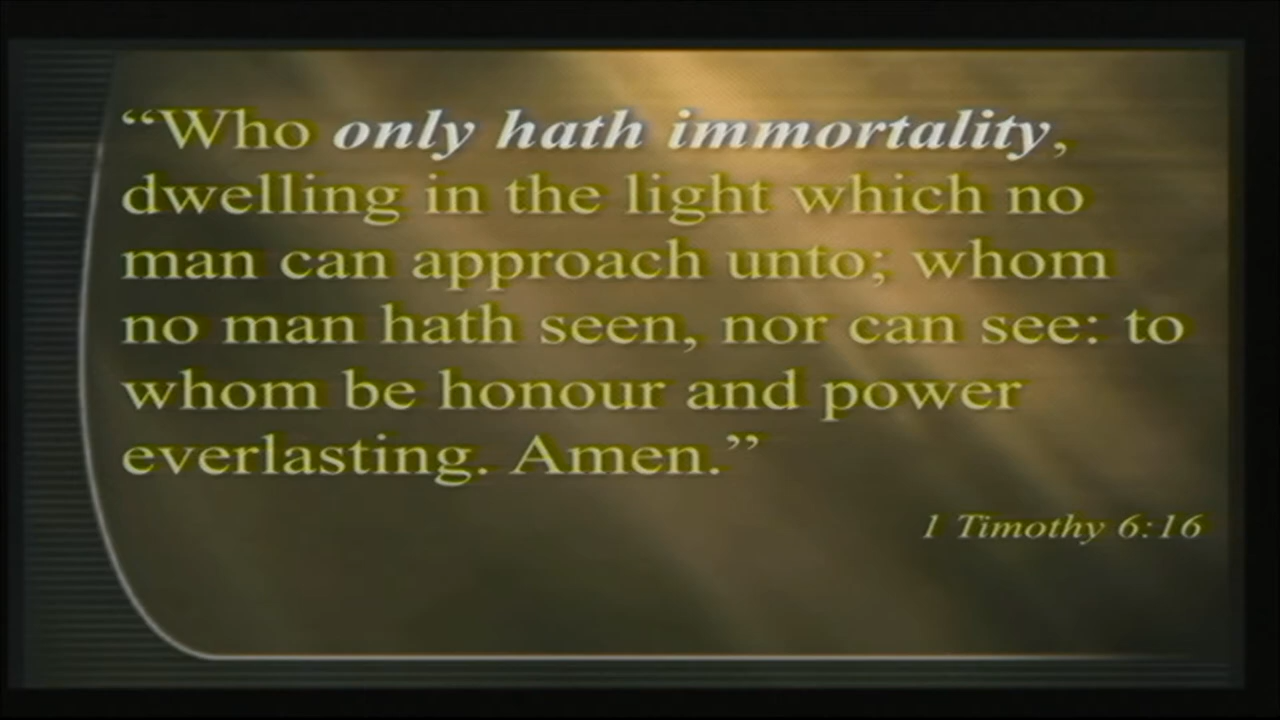 “Who only hath immortality,
dwelling in the light which no
man can approach unto; whom
no man hath seen, nor can see: to
whom be honour and power
everlasting. Amen.”
1 Timothy 6:16